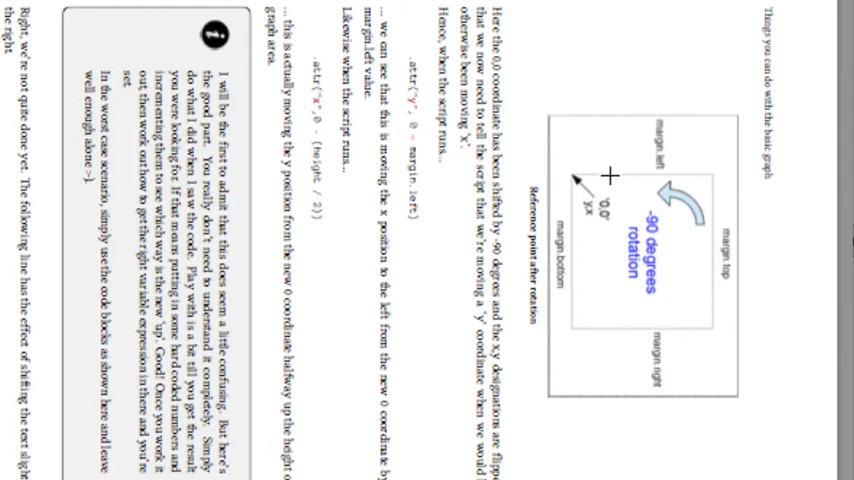 Things you can do with the basic graph
margin.top
margin.left
-90 degrees
rotation
'0,0'
y,x
margin.right
margin.bottom
Reference point after rotation
Here the 0,0 coordinate has been shifted by -90 degrees and the x,y designations are flipp
that we now need to tell the script that we're moving a 'y' coordinate when we would
otherwise been moving 'x'.
Hence, when the script runs...
.attr("y", 0 - margin.left)
... we can see that this is moving the x position to the left from the new 0 coordinate by
margin.left value.
Likewise when the script runs...
.attr("x",0 - (height / 2))
... this is actually moving the y position from the new 0 coordinate halfway up the height o
graph area.
I will be the first to admit that this does seem a little confusing. But here's
the good part. You really don't need to understand it completely. Simply
do what I did when I saw the code. Play with is a bit till you get the result
you were looking for. If that means putting in some hard coded numbers and
incrementing them to see which way is the new 'up'. Good! Once you work it
out, then work out how to get the right variable expression in there and you're
set.
In the worst case scenario, simply use the code blocks as shown here and leave
well enough alone :-).
Right, we're not quite done yet. The following line has the effect of shifting the text slight
the right.